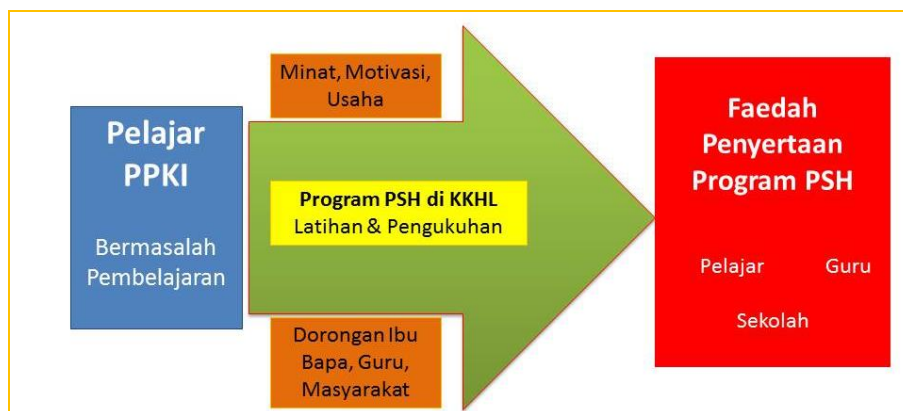 Pelajar
PPKI
Bermasalah
Pembelajaran
Minat, Motivasi,
Usaha
Program PSH di KKHL
Latihan & Pengukuhan
Dorongan Ibu
Bapa, Guru,
Masyarakat
Faedah
Penyertaan
Program PSH
Pelajar Guru
Sekolah